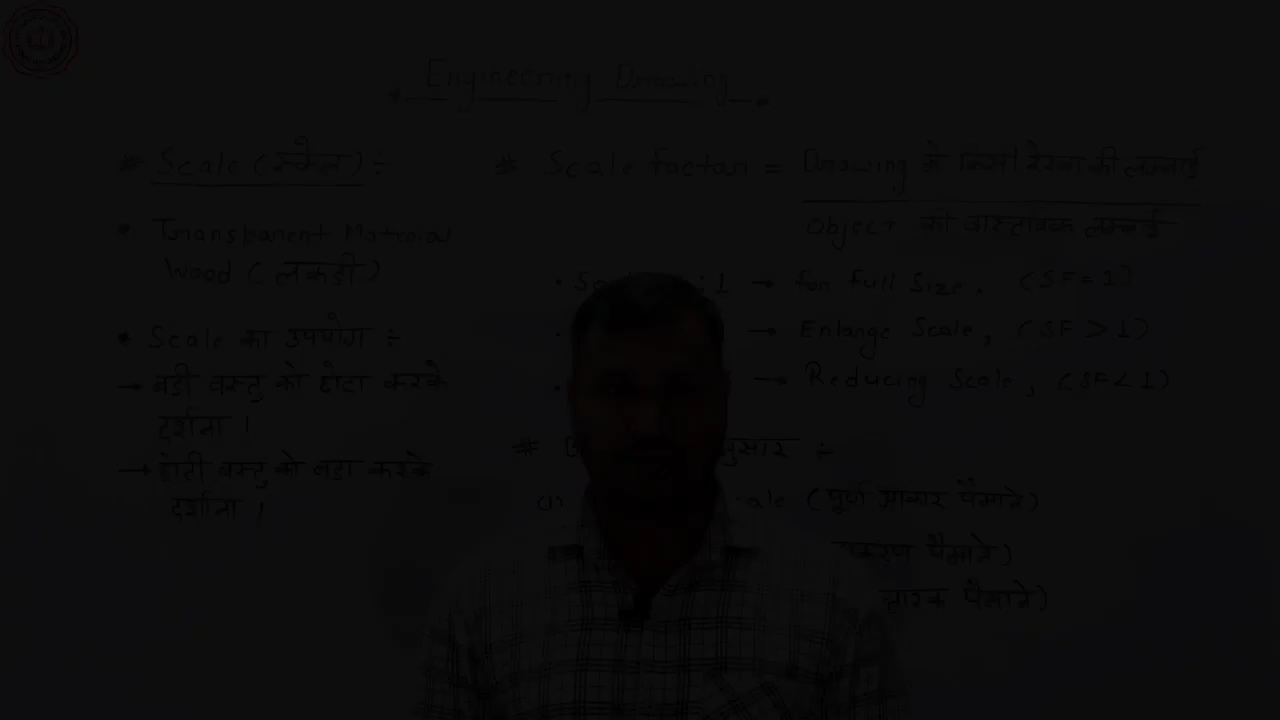 Engineering Drawing
# Scale (स्केल) ÷
• Transparent Material
Wood (लकडी)
• Scale का उपयोग ÷
→ बडी वस्तु को छोटा करके
दर्शाना ।
→ छोटी वस्तु को बडा करके
दर्शाना ।
# Scale factor = Drawing में किसी रेखा की लम्बाई
Object की वास्तविक लम्बाई
: 1 → for full Size, (SF = 1)
→ Enlarge Scale, (SF > 1)
→ Reducing Scale, (SF < 1)
# ÷
(पूर्ण आकार पैमाने)
पैमाने)
पैमाने)